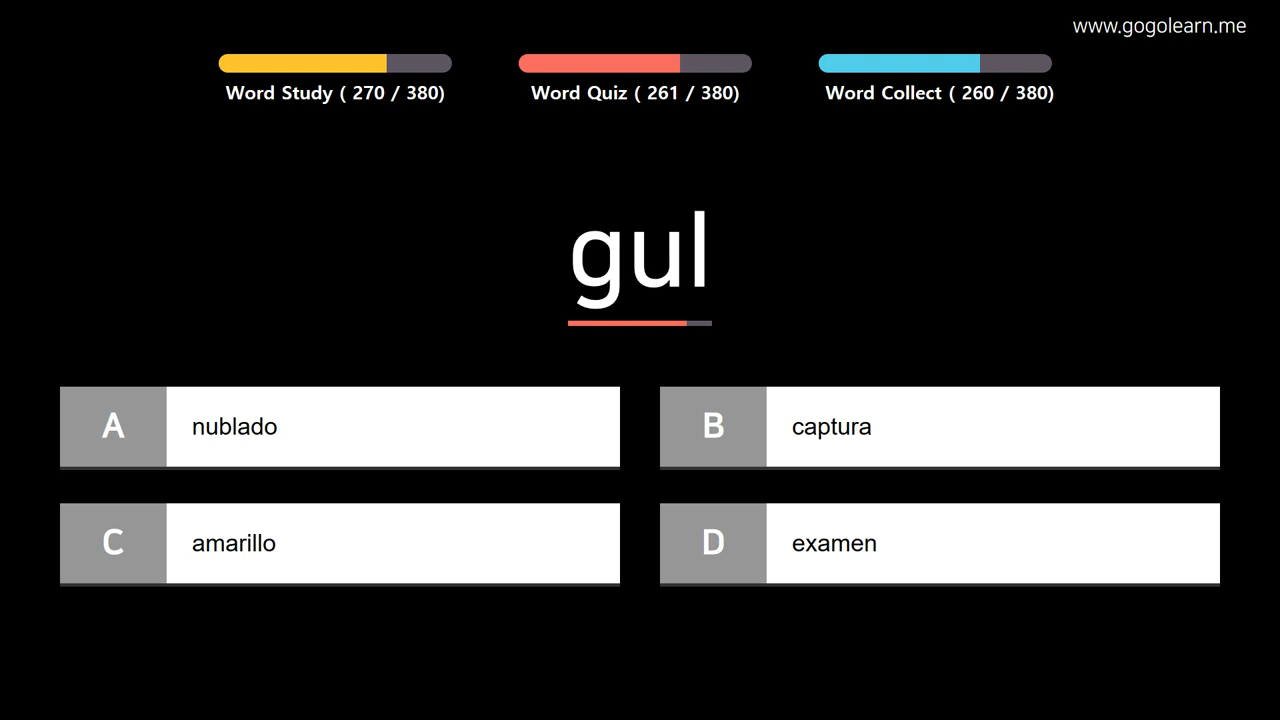 www.gogolearn.me
Word Study ( 270 / 380)
Word Quiz ( 261 / 380)
Word Collect ( 260 / 380)
gul
A nublado
B captura
C amarillo
D examen